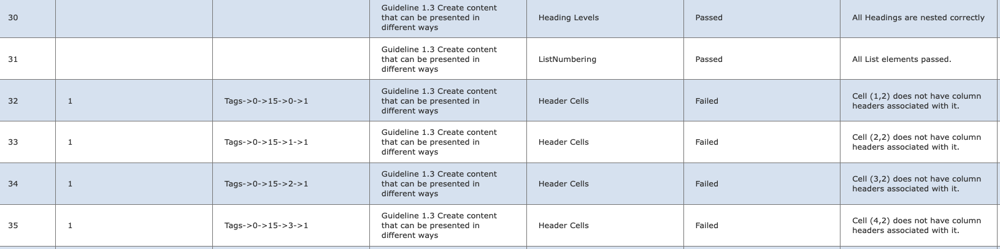 30
Guideline 1.3 Create content
that can be presented in
different ways
Heading Levels
Passed
All Headings are nested correctly
31
Guideline 1.3 Create content
that can be presented in
different ways
ListNumbering
Passed
All List elements passed.
32
1
Tags->0->15->0->1
Guideline 1.3 Create content
that can be presented in
different ways
Header Cells
Failed
Cell (1,2) does not have column
headers associated with it.
33
1
Tags->0->15->1->1
Guideline 1.3 Create content
that can be presented in
different ways
Header Cells
Failed
Cell (2,2) does not have column
headers associated with it.
34
1
Tags->0->15->2->1
Guideline 1.3 Create content
that can be presented in
different ways
Header Cells
Failed
Cell (3,2) does not have column
headers associated with it.
35
1
Tags->0->15->3->1
Guideline 1.3 Create content
that can be presented in
different ways
Header Cells
Failed
Cell (4,2) does not have column
headers associated with it.